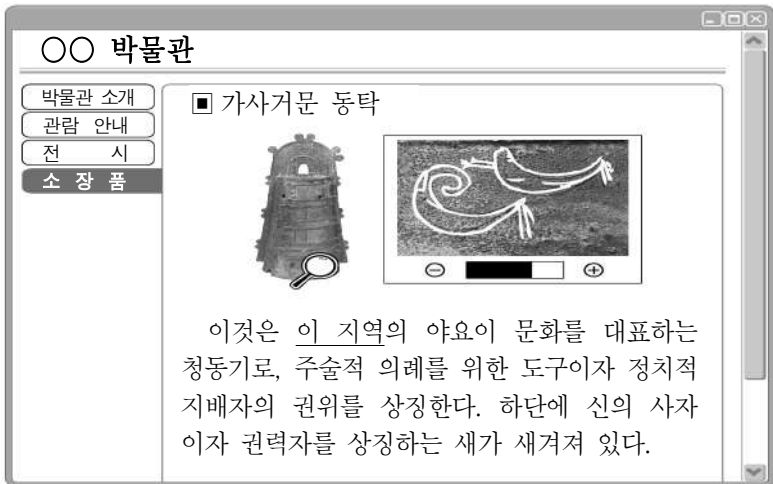 ○○ 박물관
박물관 소개
관람 안내
전 시
소 장 품
▣ 가사거문 동탁
이것은 이 지역의 야요이 문화를 대표하는
청동기로, 주술적 의례를 위한 도구이자 정치적
지배자의 권위를 상징한다. 하단에 신의 사자
이자 권력자를 상징하는 새가 새겨져 있다.